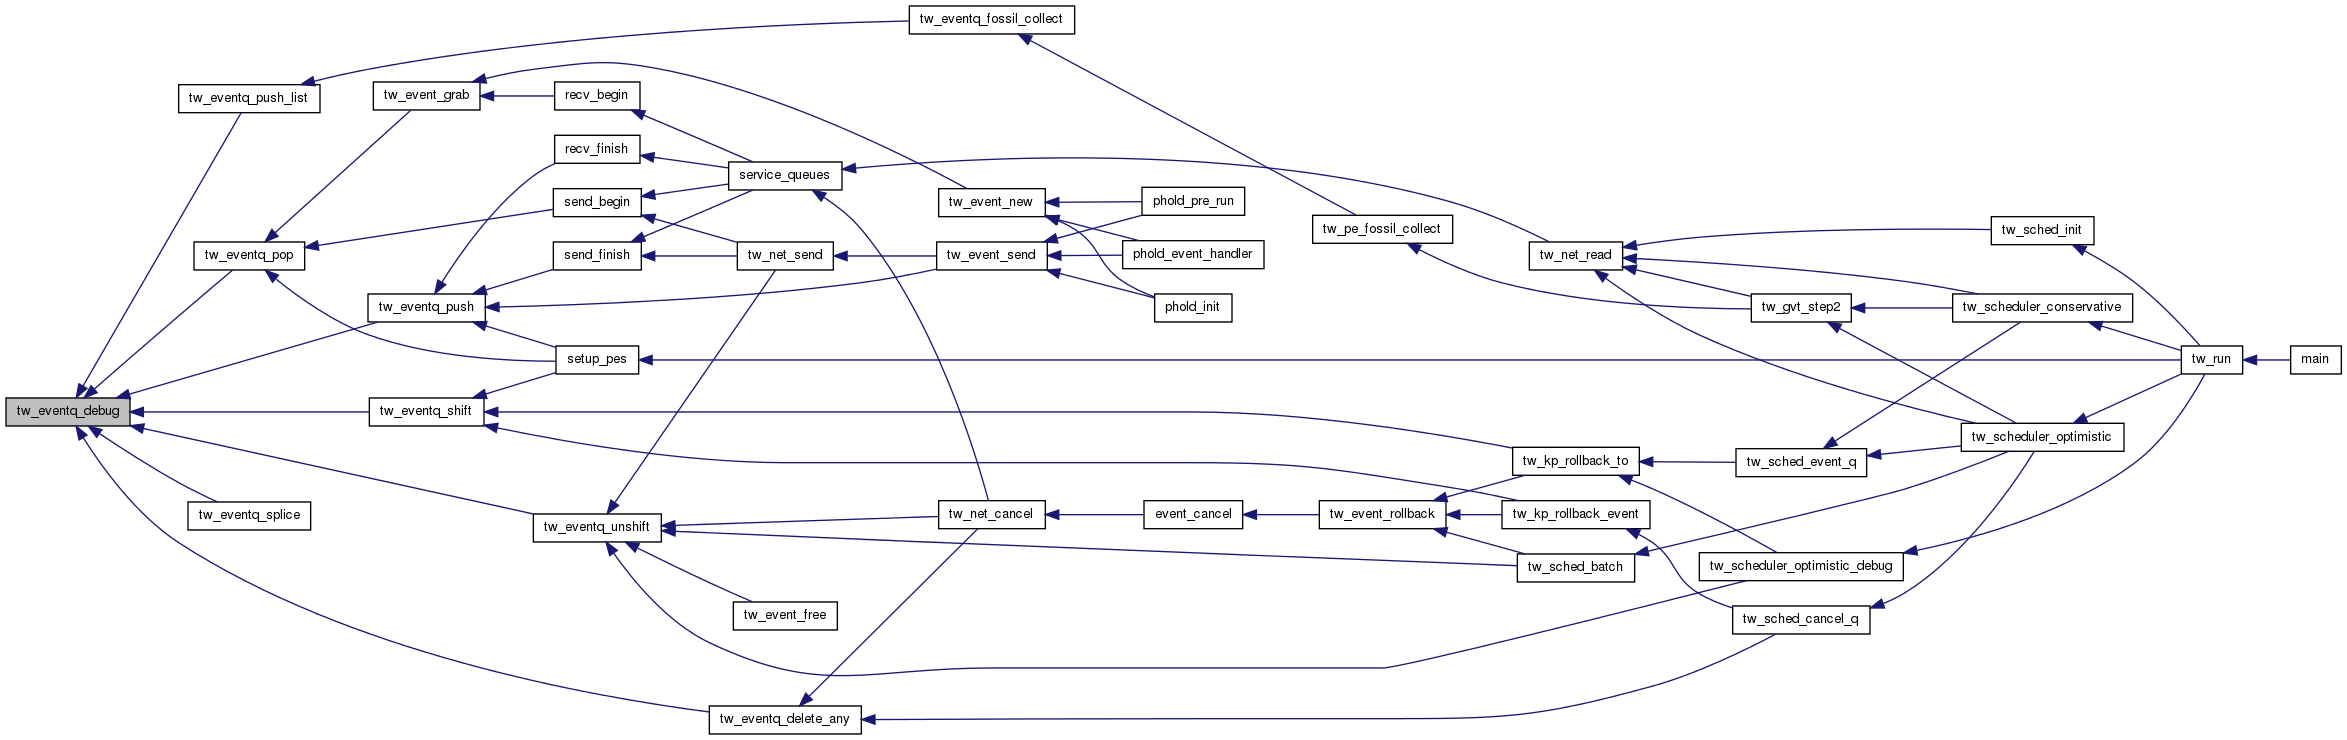 tw_eventq_debug
tw_eventq_push_list
tw_eventq_pop
tw_eventq_splice
tw_event_grab
tw_eventq_push
tw_eventq_shift
recv_begin
recv_finish
send_begin
send_finish
setup_pes
tw_eventq_unshift
service_queues
tw_net_send
tw_event_free
tw_eventq_delete_any
tw_eventq_fossil_collect
tw_event_new
tw_event_send
tw_net_cancel
phold_pre_run
phold_event_handler
phold_init
event_cancel
tw_pe_fossil_collect
tw_event_rollback
tw_net_read
tw_kp_rollback_to
tw_kp_rollback_event
tw_sched_batch
tw_gvt_step2
tw_sched_event_q
tw_scheduler_optimistic_debug
tw_sched_cancel_q
tw_sched_init
tw_scheduler_conservative
tw_scheduler_optimistic
tw_run
main